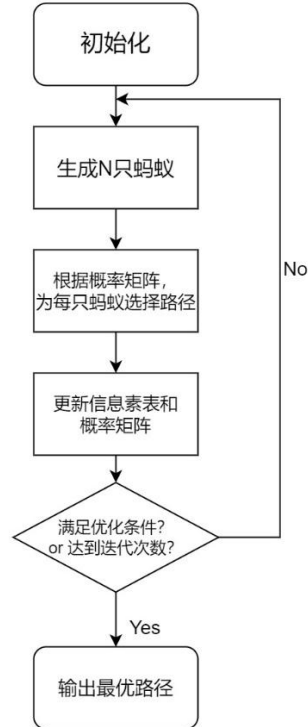 初始化
生成N只蚂蚁
根据概率矩阵，
为每只蚂蚁选择路径
No
更新信息素表和
概率矩阵
满足优化条件？
or 达到迭代次数？
Yes
输出最优路径